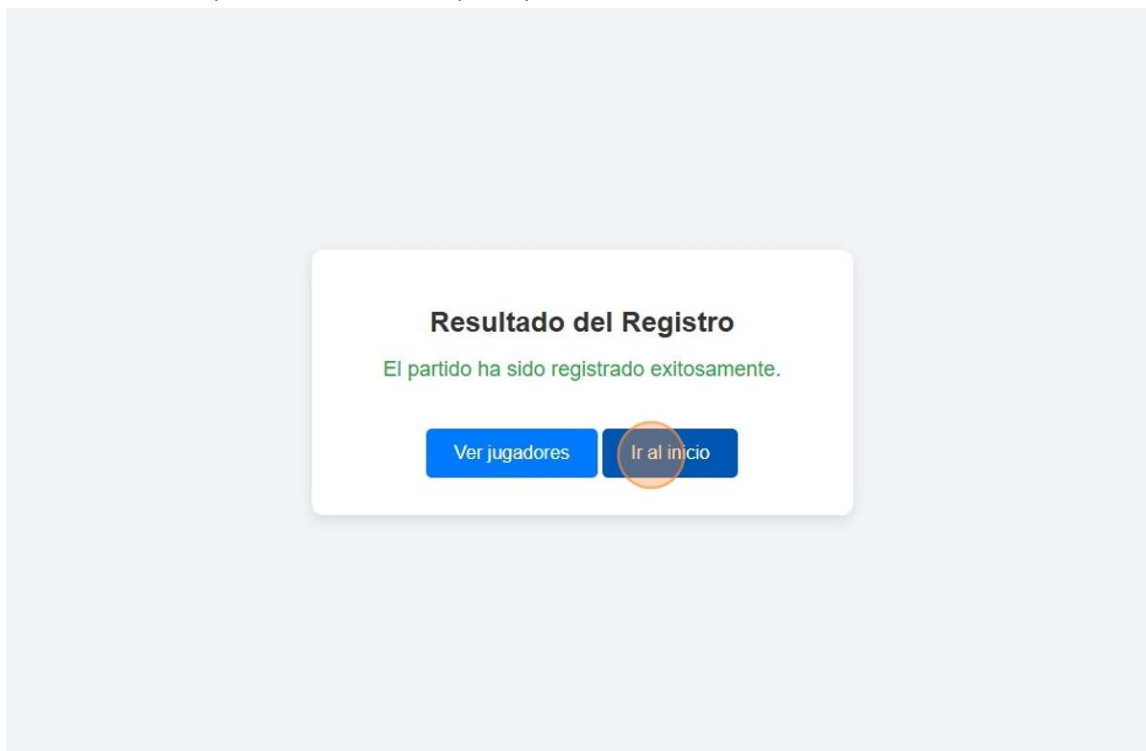 Resultado del Registro
El partido ha sido registrado exitosamente.
Ver jugadores
Ir al inicio